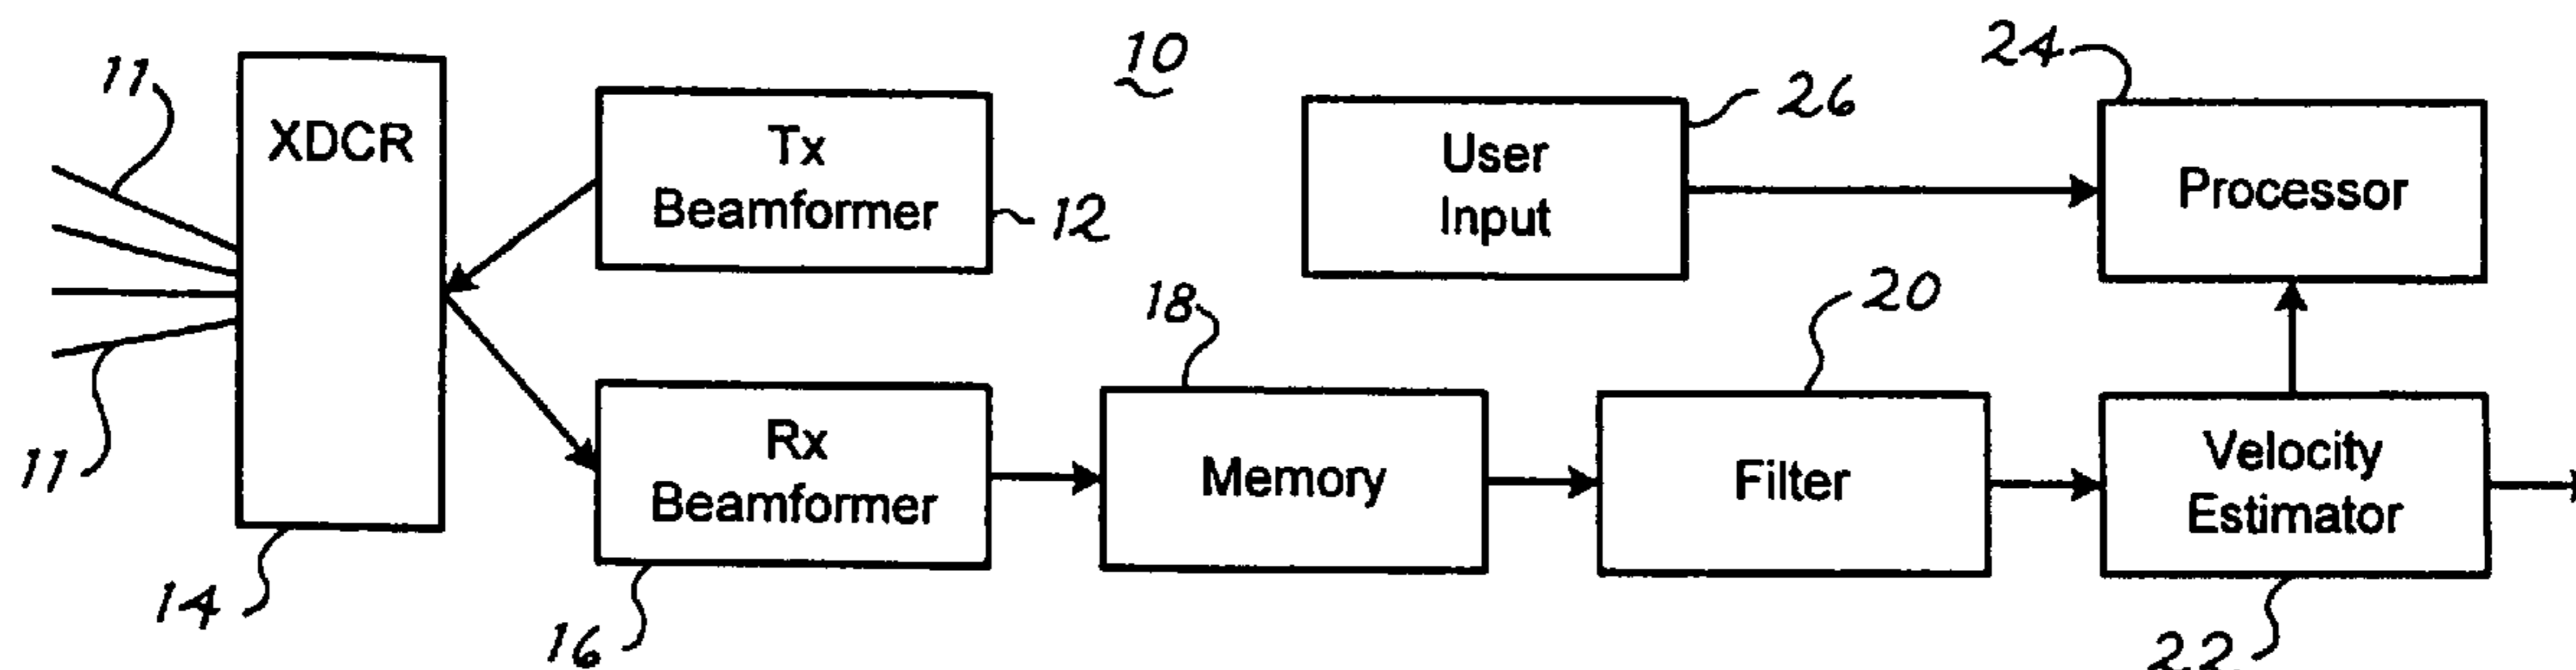 10
24
11
XDCR
Tx
Beamformer
12
User
Input
26
Processor
18
20
Rx
Beamformer
Memory
Filter
Velocity
Estimator
11
14
16
22